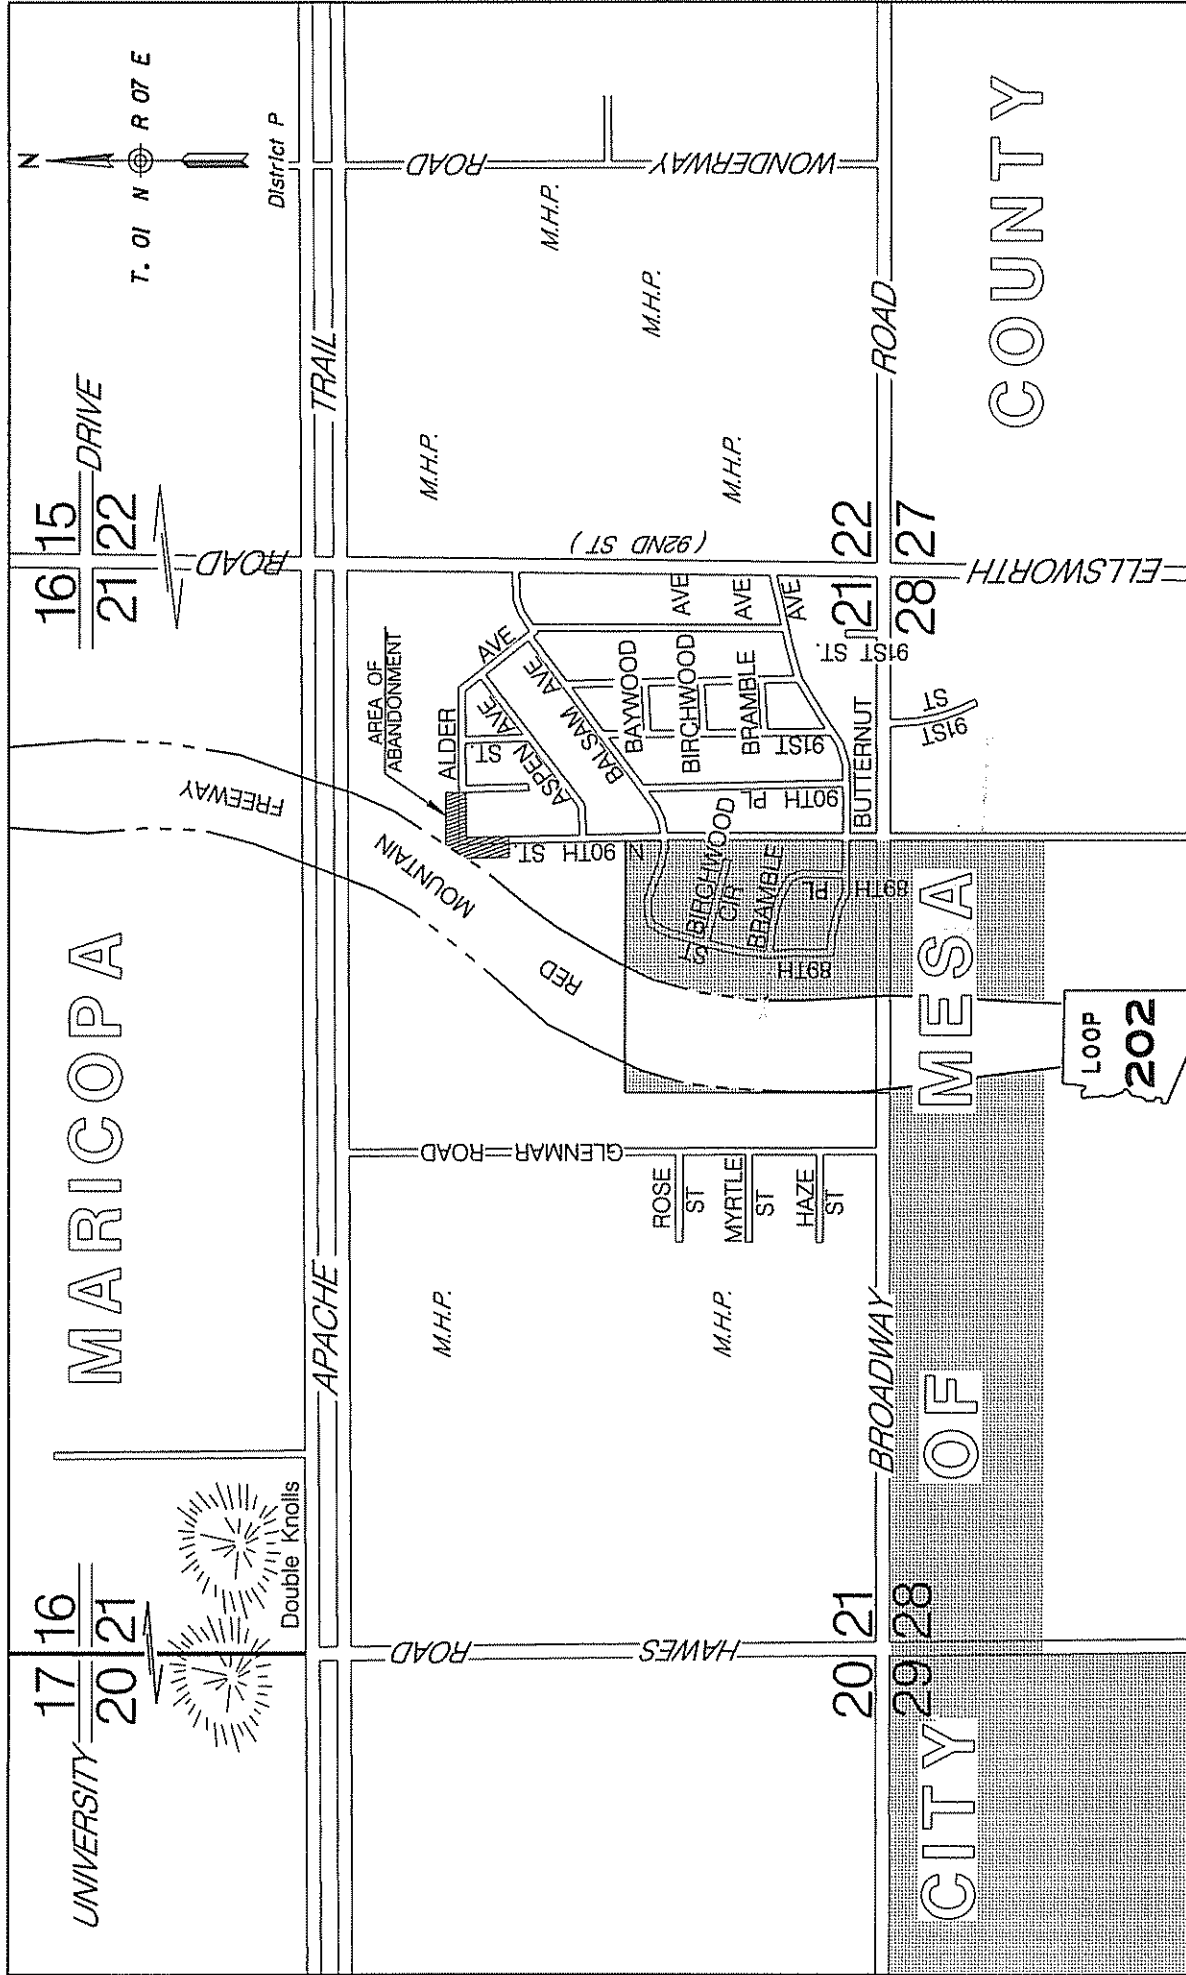 N
T. 01 N R 07 E
District P
MARICOPA
COUNTY
CITY OF MESA
UNIVERSITY
DRIVE
17 16
20 21
16 15
21 22
Double Knolls
APACHE
TRAIL
ROAD
ROAD
ROAD
HAWES
GLENMAR ROAD
ROSE
ST
MYRTLE
ST
HAZE
ST
M.H.P.
M.H.P.
M.H.P.
M.H.P.
M.H.P.
M.H.P.
RED
MOUNTAIN
FREEWAY
AREA OF
ABANDONMENT
ALDER
AVE
ST.
ASPEN AVE
BALSAM AVE
BAYWOOD
AVE
BIRCHWOOD
AVE
BRAMBLE
AVE
BUTTERNUT
N 90TH ST.
90TH PL
91ST
91ST ST.
91ST
ST
BIRCHWOOD
CIR
ST
BRAMBLE
89TH
89TH
PL
( 92ND ST )
ELLSWORTH
WONDERWAY
BROADWAY
ROAD
20 21
29 28
21 22
28 27
LOOP
202